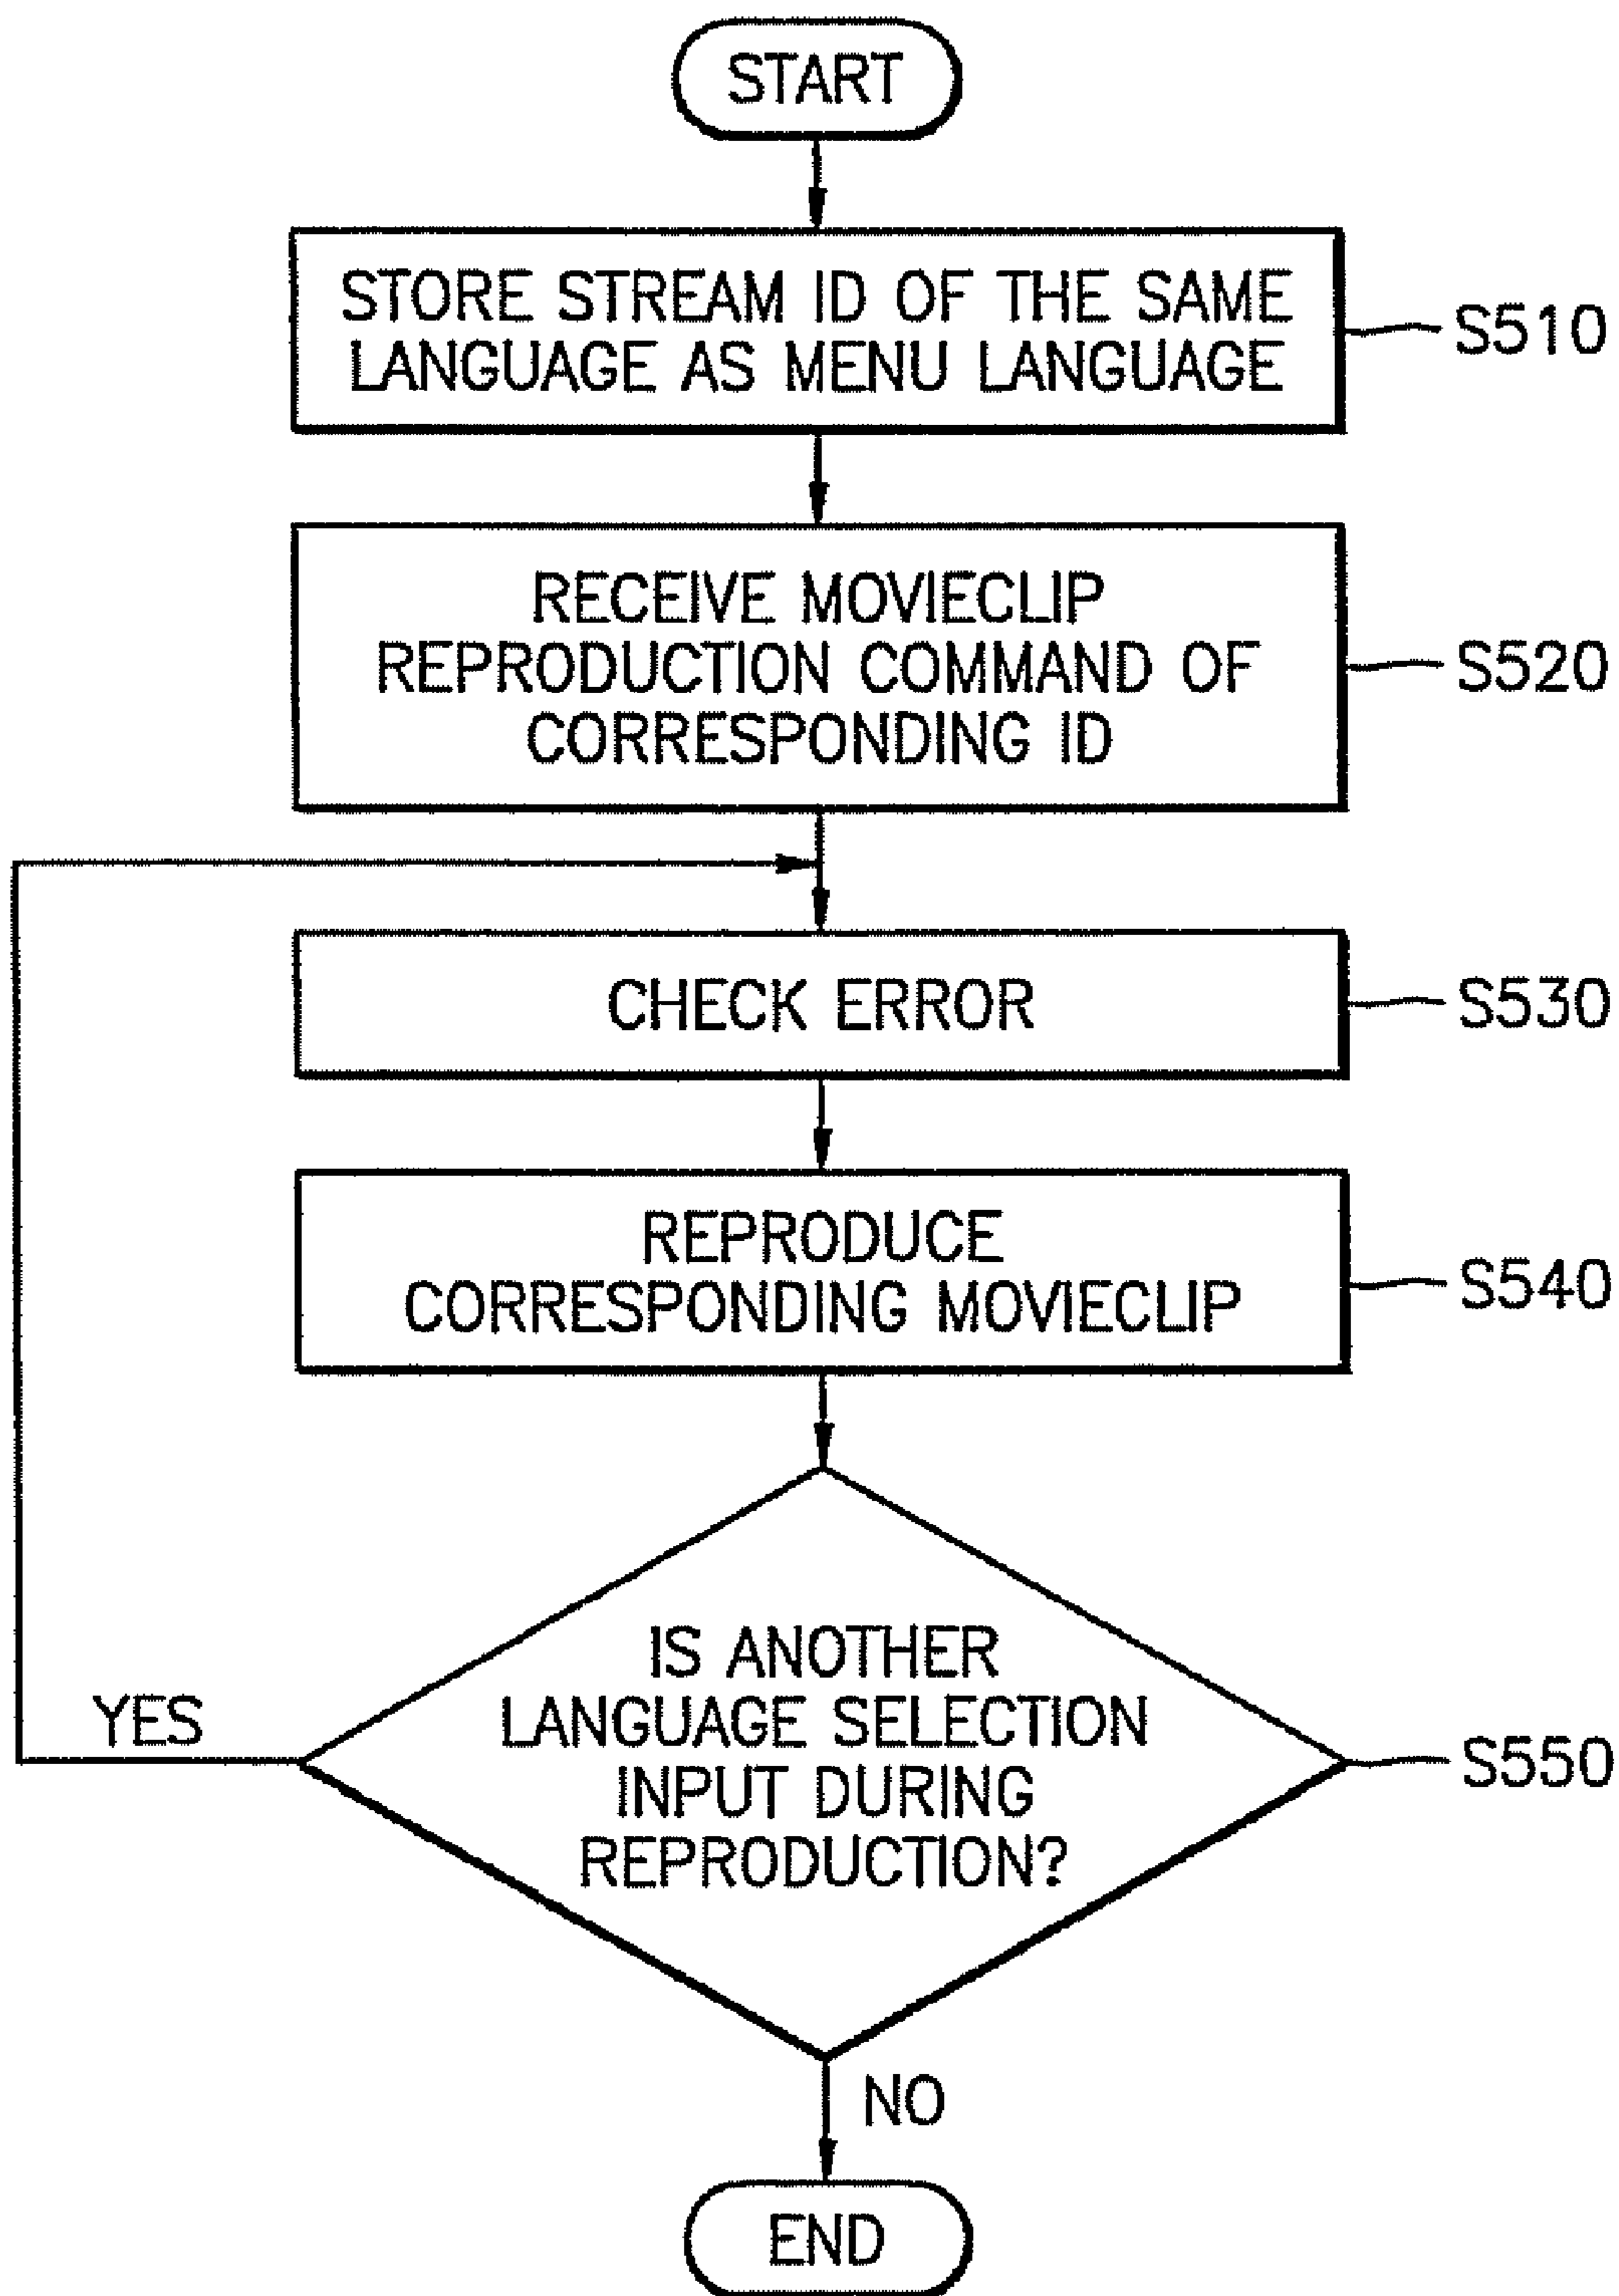 START
STORE STREAM ID OF THE SAME
LANGUAGE AS MENU LANGUAGE
S510
RECEIVE MOVIECLIP
REPRODUCTION COMMAND OF
CORRESPONDING ID
S520
CHECK ERROR
S530
REPRODUCE
CORRESPONDING MOVIECLIP
S540
IS ANOTHER
LANGUAGE SELECTION
INPUT DURING
REPRODUCTION?
S550
YES
NO
END